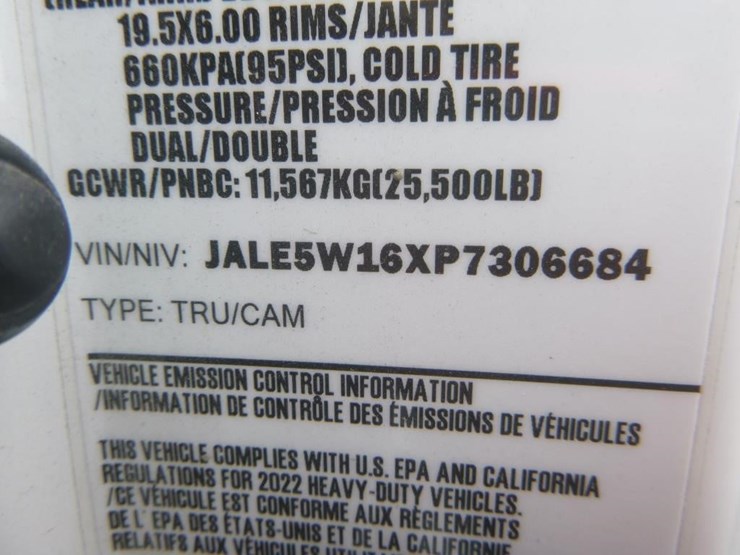 19.5X6.00 RIMS/JANTE
660KPA(95PSI), COLD TIRE
PRESSURE/PRESSION À FROID
DUAL/DOUBLE
GCWR/PNBC: 11,567KG(25,500LB)
VIN/NIV: JALE5W16XP7306684
TYPE: TRU/CAM
VEHICLE EMISSION CONTROL INFORMATION
/INFORMATION DE CONTRÔLE DES ÉMISSIONS DE VÉHICULES
THIS VEHICLE COMPLIES WITH U.S. EPA AND CALIFORNIA
REGULATIONS FOR 2022 HEAVY-DUTY VEHICLES.
/CE VÉHICULE EST CONFORME AUX RÈGLEMENTS
DE L'EPA DES ÉTATS-UNIS ET DE LA CALIFORNIE
RELATIFS AUX VÉHICULES